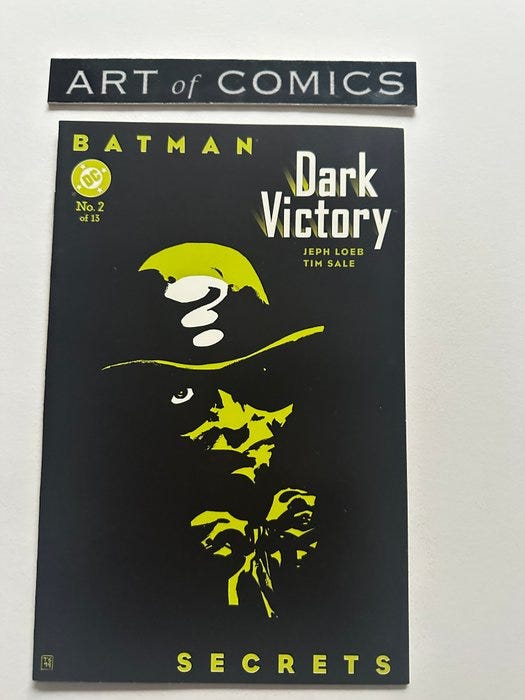 ART of COMICS
BATMAN
DC
No. 2
of 13
Dark
Victory
JEPH LOEB
TIM SALE
?
SECRETS